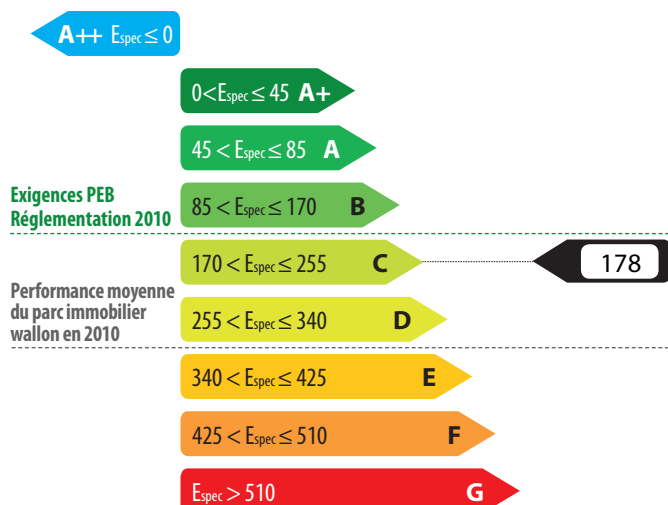 A++ Espec ≤ 0
0<Espec ≤ 45 A+
45 < Espec ≤ 85 A
Exigences PEB
Réglementation 2010
85 < Espec ≤ 170 B
170 < Espec ≤ 255 C
178
Performance moyenne
du parc immobilier
wallon en 2010
255 < Espec ≤ 340 D
340 < Espec ≤ 425 E
425 < Espec ≤ 510 F
Espec > 510 G